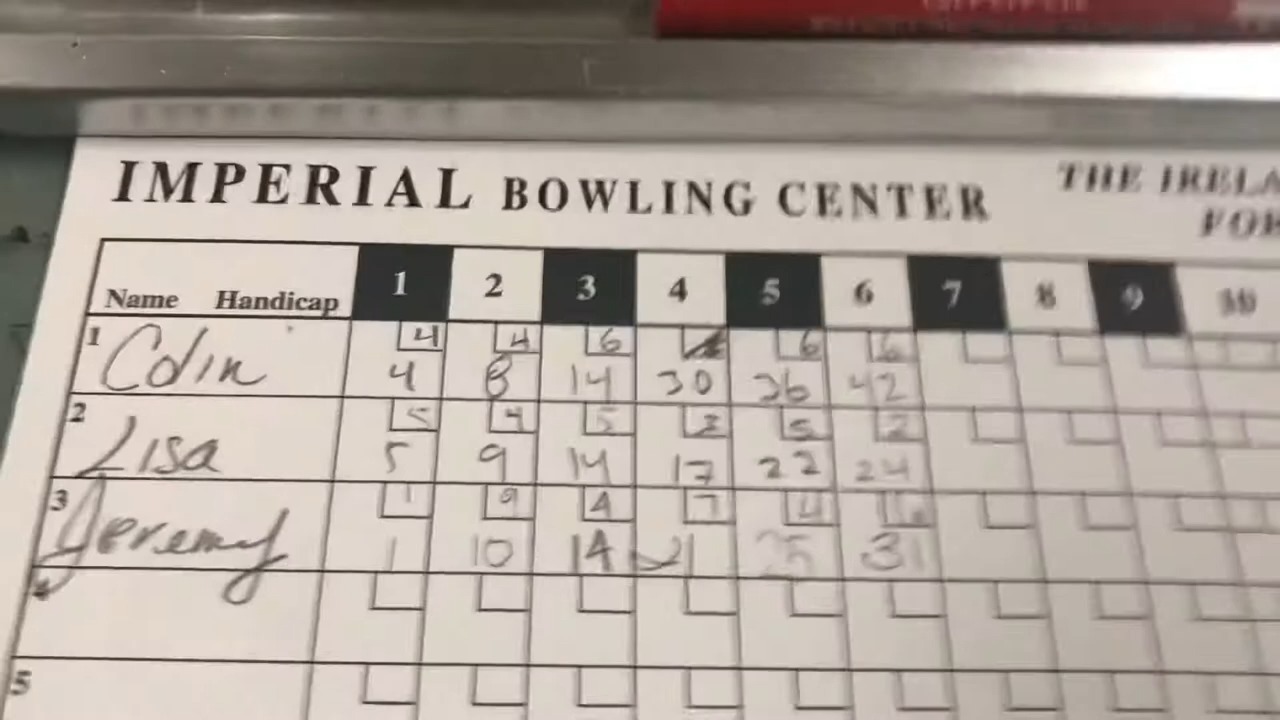 IMPERIAL BOWLING CENTER
THE
Name Handicap 1 2 3 4 5 6 7 8 9 10
1 Colin 4 4 6 6 6
4 8 14 30 36 42
2 Lisa 5 4 5 3 5 2
5 9 14 17 22 24
3 Jeremy 1 9 4 7 4
1 10 14 21 25 31
5